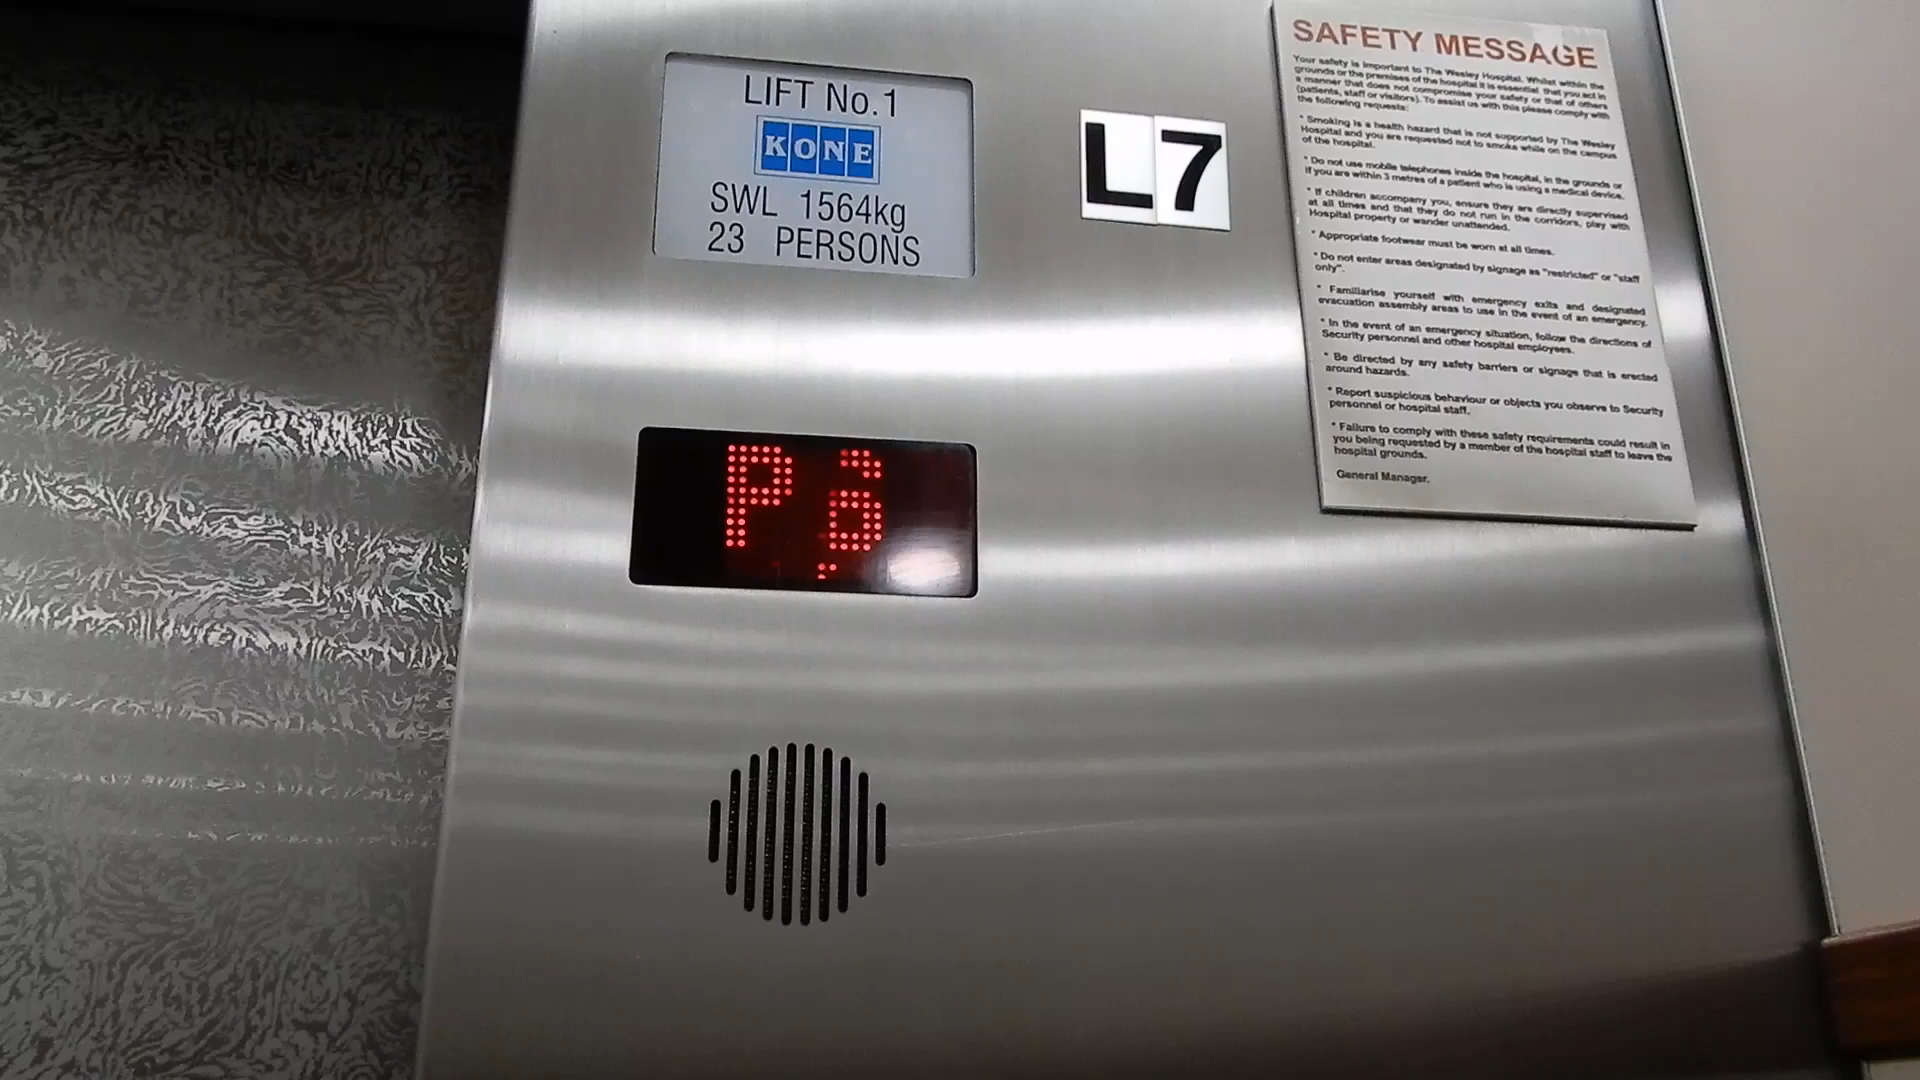 LIFT No.1
KONE
SWL 1564kg
23 PERSONS
L7
P
SAFETY MESSAGE
Your safety is important to The Wesley Hospital. Whilst within the
grounds or the premises of the hospital it is essential that you act in
a manner that does not compromise your safety or that of others
(patients, staff or visitors). To assist us with this please comply with
the following requests:
* Smoking is a health hazard that is not supported by The Wesley
Hospital and you are requested not to smoke while on the campus
of the hospital.
* Do not use mobile telephones inside the hospital, in the grounds or
if you are within 3 metres of a patient who is using a medical device.
* If children accompany you, ensure they are directly supervised
at all times and that they do not run in the corridors, play with
Hospital property or wander unattended.
* Appropriate footwear must be worn at all times.
* Do not enter areas designated by signage as "restricted" or "staff
only".
* Familiarise yourself with emergency exits and designated
evacuation assembly areas to use in the event of an emergency.
* In the event of an emergency situation, follow the directions of
Security personnel and other hospital employees.
* Be directed by any safety barriers or signage that is erected
around hazards.
* Report suspicious behaviour or objects you observe to Security
personnel or hospital staff.
* Failure to comply with these safety requirements could result in
you being requested by a member of the hospital staff to leave the
hospital grounds.
General Manager.